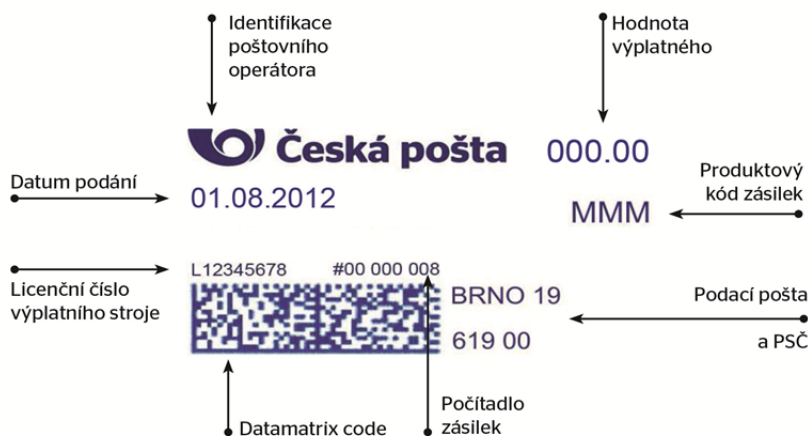 Identifikace
poštovního
operátora
Hodnota
výplatného
Česká pošta
000.00
Datum podání
01.08.2012
Produktový
kód zásilek
MMM
L12345678
#00 000 008
Licenční číslo
výplatního stroje
BRNO 19
619 00
Podací pošta
a PSČ
Datamatrix code
Počítadlo
zásilek